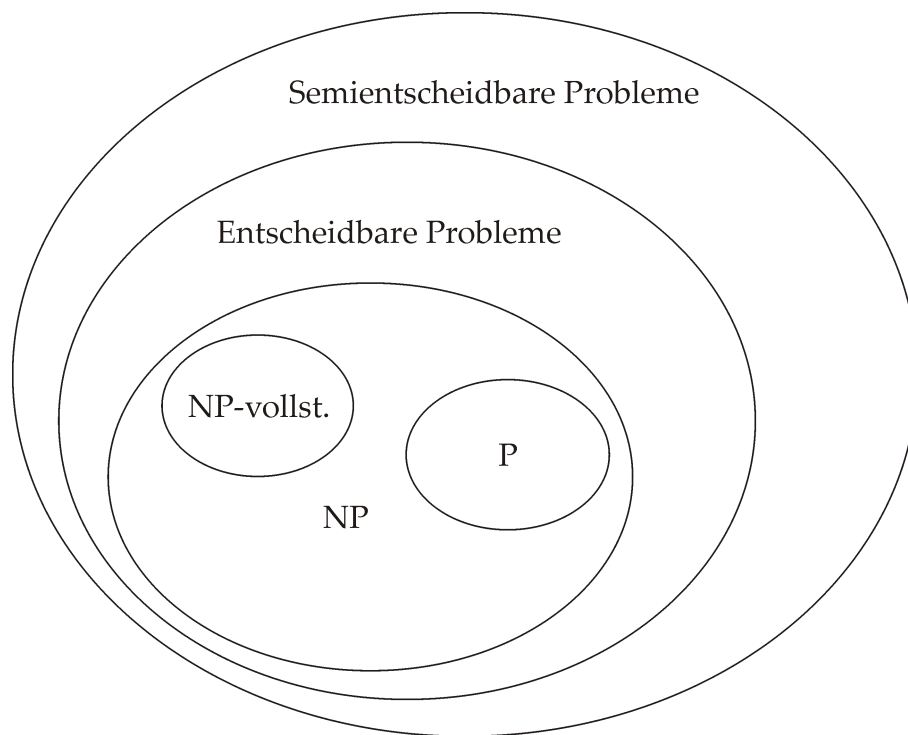 Semientscheidbare Probleme
Entscheidbare Probleme
NP-vollst.
P
NP